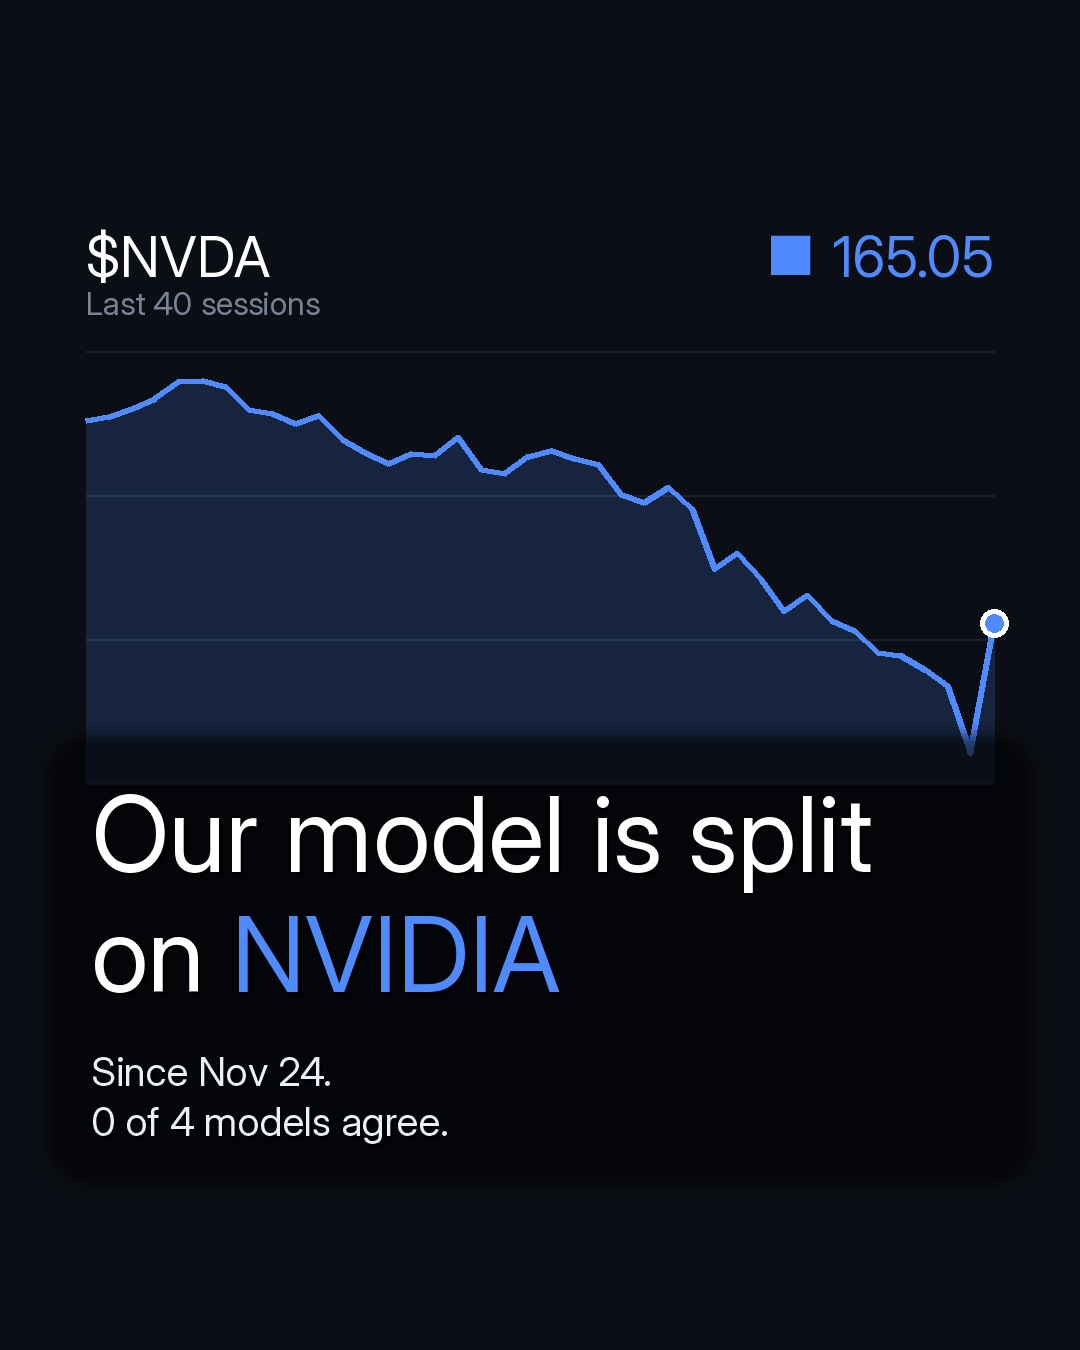 $NVDA
165.05
Last 40 sessions
Our model is split
on NVIDIA
Since Nov 24.
0 of 4 models agree.